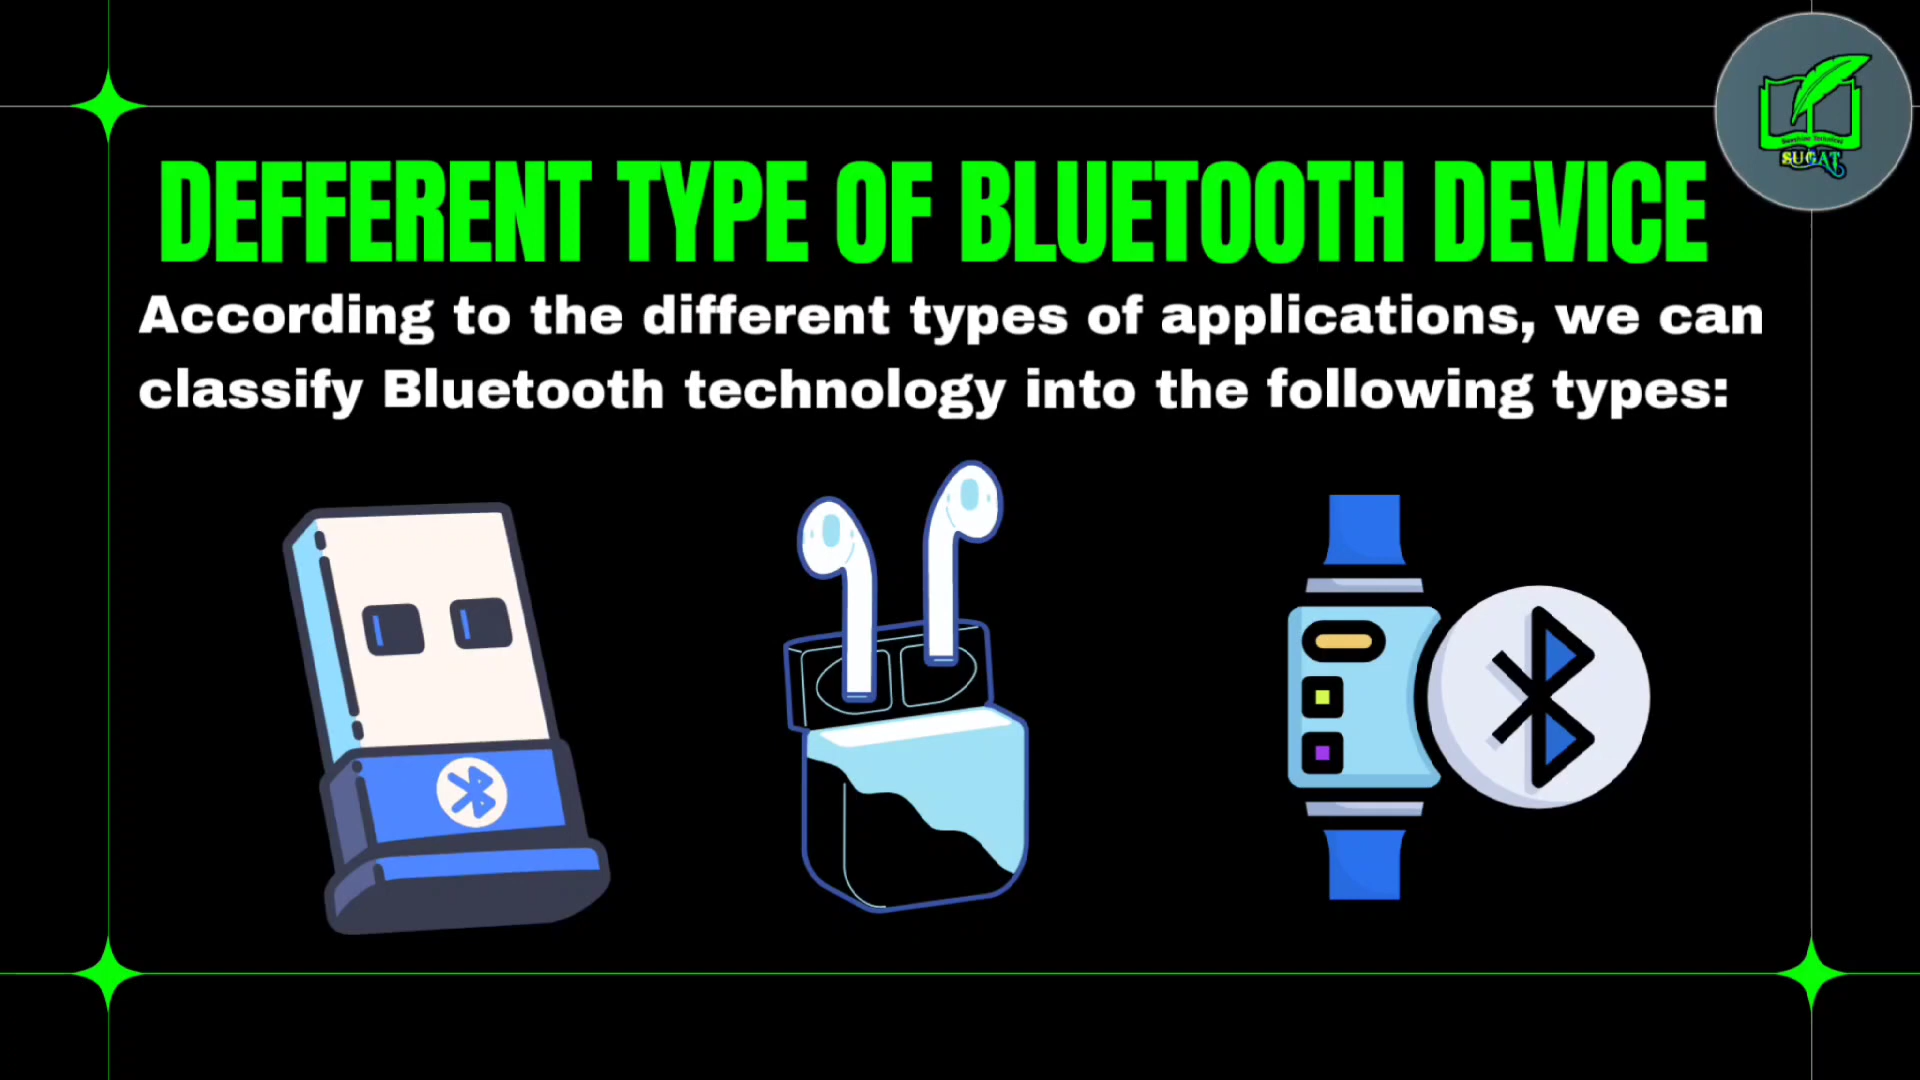 DEFFERENT TYPE OF BLUETOOTH DEVICE
According to the different types of applications, we can
classify Bluetooth technology into the following types:
SUGAT